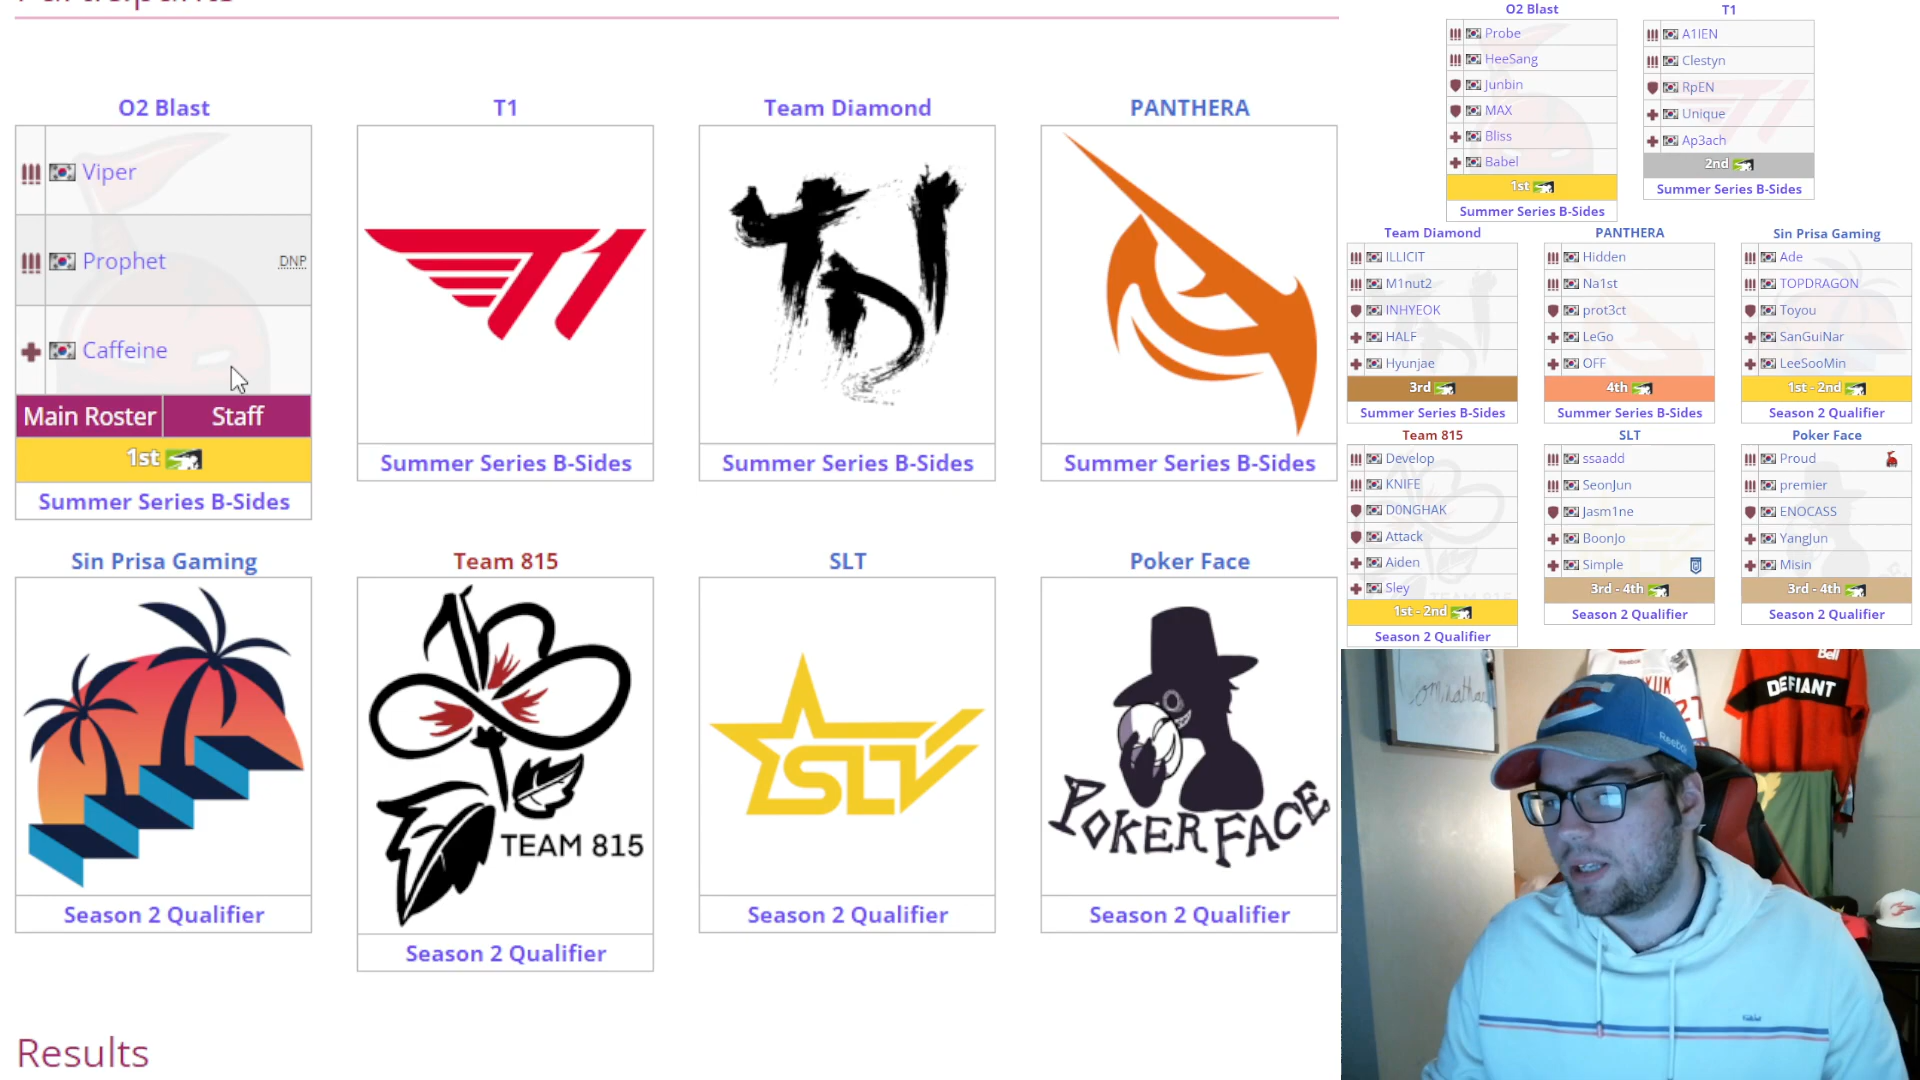 Participants
O2 Blast
Viper
Prophet DNP
Caffeine
Main Roster Staff
1st
Summer Series B-Sides
T1
T1
Summer Series B-Sides
Team Diamond
Summer Series B-Sides
PANTHERA
Summer Series B-Sides
Sin Prisa Gaming
Season 2 Qualifier
Team 815
TEAM 815
Season 2 Qualifier
SLT
SLT
Season 2 Qualifier
Poker Face
POKER FACE
Season 2 Qualifier
Results
O2 Blast
Probe
HeeSang
Junbin
MAX
Bliss
Babel
1st
Summer Series B-Sides
T1
A1IEN
Clestyn
RpEN
Unique
Ap3ach
2nd
Summer Series B-Sides
Team Diamond
ILLICIT
M1nut2
INHYEOK
HALF
Hyunjae
3rd
Summer Series B-Sides
PANTHERA
Hidden
Na1st
prot3ct
LeGo
OFF
4th
Summer Series B-Sides
Sin Prisa Gaming
Ade
TOPDRAGON
Toyou
SanGuiNar
LeeSooMin
1st - 2nd
Season 2 Qualifier
Team 815
Develop
KNIFE
D0NGHAK
Attack
Aiden
Sley
1st - 2nd
Season 2 Qualifier
SLT
ssaadd
SeonJun
Jasm1ne
BoonJo
Simple
3rd - 4th
Season 2 Qualifier
Poker Face
Proud
premier
ENOCASS
YangJun
Misin
3rd - 4th
Season 2 Qualifier
Bell
DEFIANT
Reebok
27